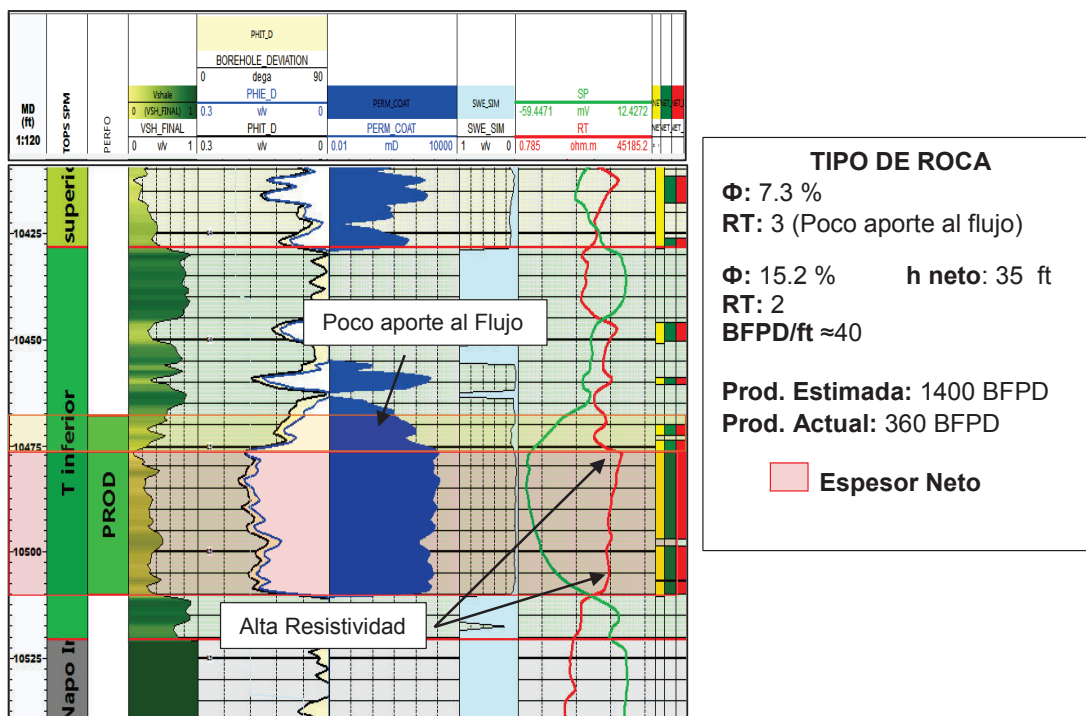 MD
(ft)
1:120
TOPS SPM
PERFO
Vshale
0 (VSH_FINAL) 1
VSH_FINAL
0 v/v 1
PHIT_D
BOREHOLE_DEVIATION
0 dega 90
PHIE_D
0.3 v/v 0
PHIT_D
0.3 v/v 0
PERM_COAT
PERM_COAT
0.01 mD 10000
SWE_SIM
SWE_SIM
1 v/v 0
SP
-59.4471 mV 12.4272
RT
0.785 ohm.m 45185.2
superior
10425
10450
10475
10500
10525
T inferior
PROD
Napo In
Poco aporte al Flujo
Alta Resistividad
TIPO DE ROCA
Φ: 7.3 %
RT: 3 (Poco aporte al flujo)
Φ: 15.2 % h neto: 35 ft
RT: 2
BFPD/ft ≈40
Prod. Estimada: 1400 BFPD
Prod. Actual: 360 BFPD
Espesor Neto